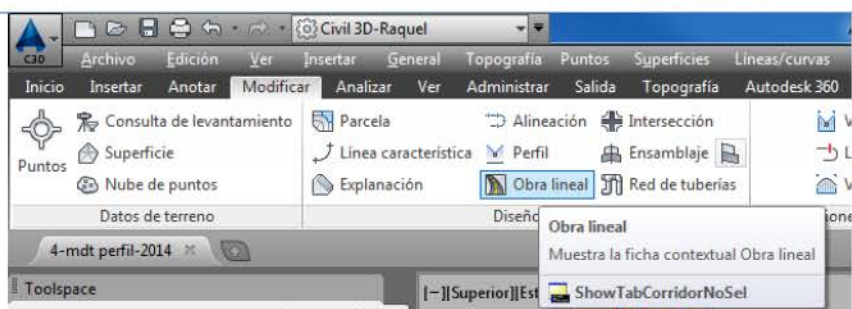 Civil 3D-Raquel
C3D Archivo Edición Ver Insertar General Topografía Puntos Superficies Líneas/curvas
Inicio Insertar Anotar Modificar Analizar Ver Administrar Salida Topografía Autodesk 360
Puntos
Consulta de levantamiento Parcela Alineación Intersección
Superficie Línea característica Perfil Ensamblaje
Nube de puntos Explanación Obra lineal Red de tuberías
Datos de terreno Diseño
Obra lineal
Muestra la ficha contextual Obra lineal
ShowTabCorridorNoSel
4-mdt perfil-2014
Toolspace [−][Superior][Est